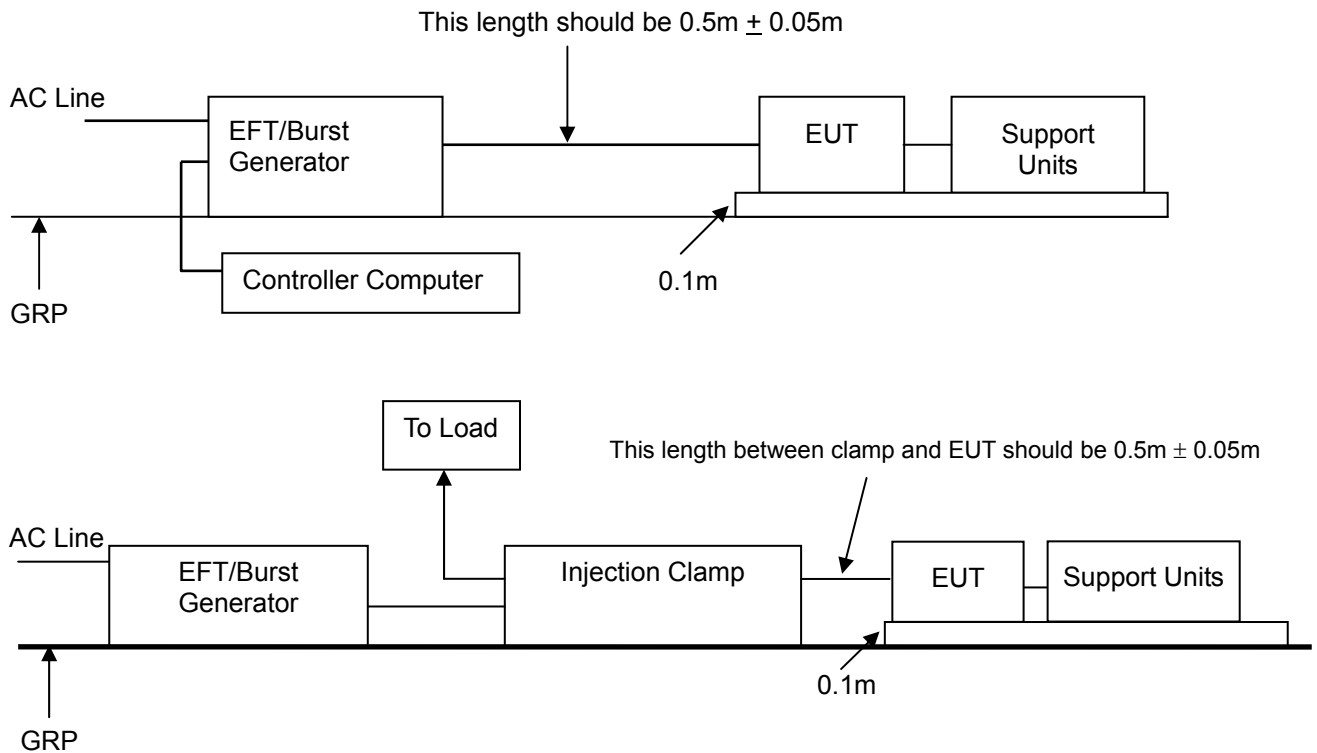 This length should be 0.5m ± 0.05m
AC Line
EFT/Burst
Generator
EUT
Support
Units
Controller Computer
0.1m
GRP
To Load
This length between clamp and EUT should be 0.5m ± 0.05m
AC Line
EFT/Burst
Generator
Injection Clamp
EUT
Support Units
0.1m
GRP